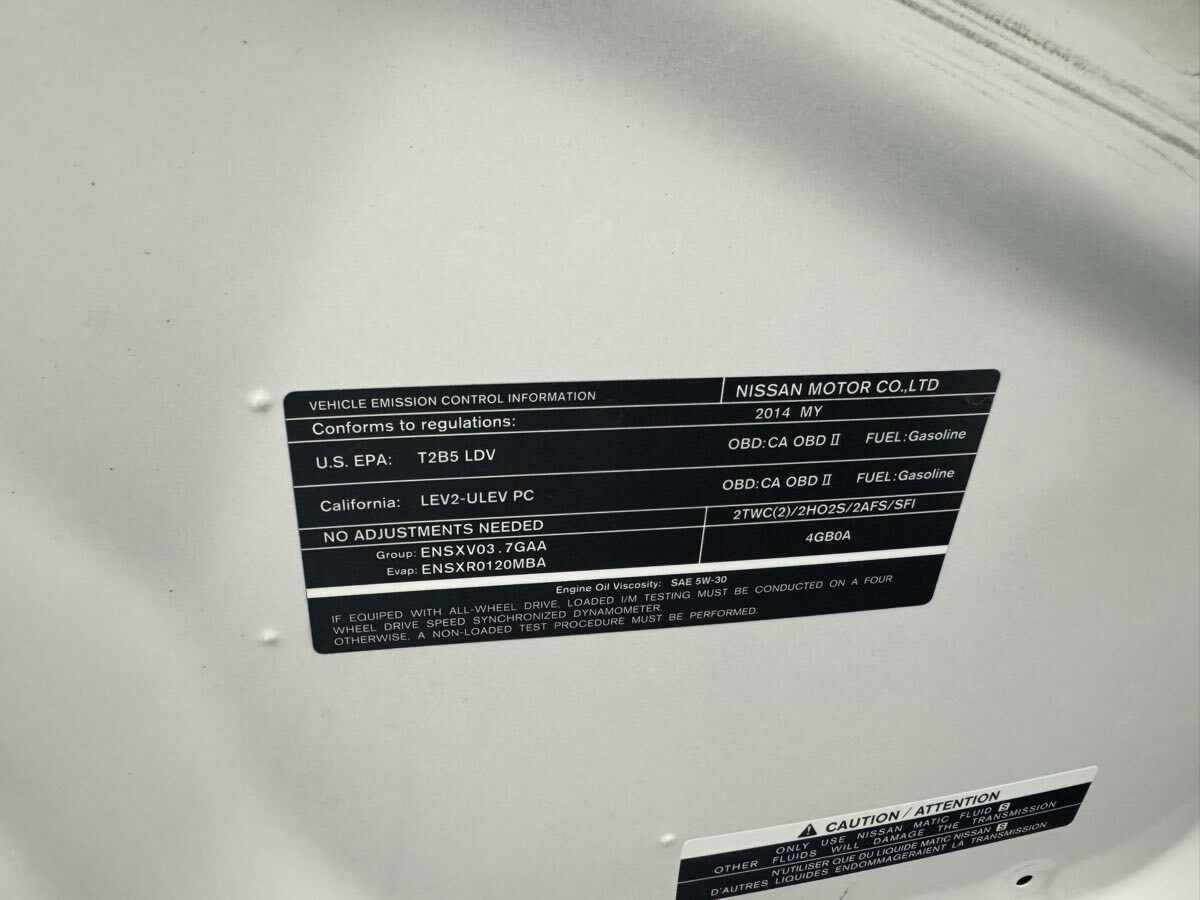 VEHICLE EMISSION CONTROL INFORMATION
NISSAN MOTOR CO.,LTD
Conforms to regulations:
2014 MY
U.S. EPA: T2B5 LDV
OBD:CA OBD II FUEL:Gasoline
California: LEV2-ULEV PC
OBD:CA OBD II FUEL:Gasoline
NO ADJUSTMENTS NEEDED
2TWC(2)/2HO2S/2AFS/SFI
Group: ENSXV03.7GAA
Evap: ENSXR0120MBA
4GB0A
Engine Oil Viscosity: SAE 5W-30
IF EQUIPED WITH ALL-WHEEL DRIVE, LOADED I/M TESTING MUST BE CONDUCTED ON A FOUR
WHEEL DRIVE SPEED SYNCHRONIZED DYNAMOMETER.
OTHERWISE, A NON-LOADED TEST PROCEDURE MUST BE PERFORMED.
CAUTION / ATTENTION
ONLY USE NISSAN MATIC FLUID S
OTHER FLUIDS WILL DAMAGE THE TRANSMISSION
N'UTILISER QUE DU LIQUIDE MATIC NISSAN S
D'AUTRES LIQUIDES ENDOMMAGERAIENT LA TRANSMISSION